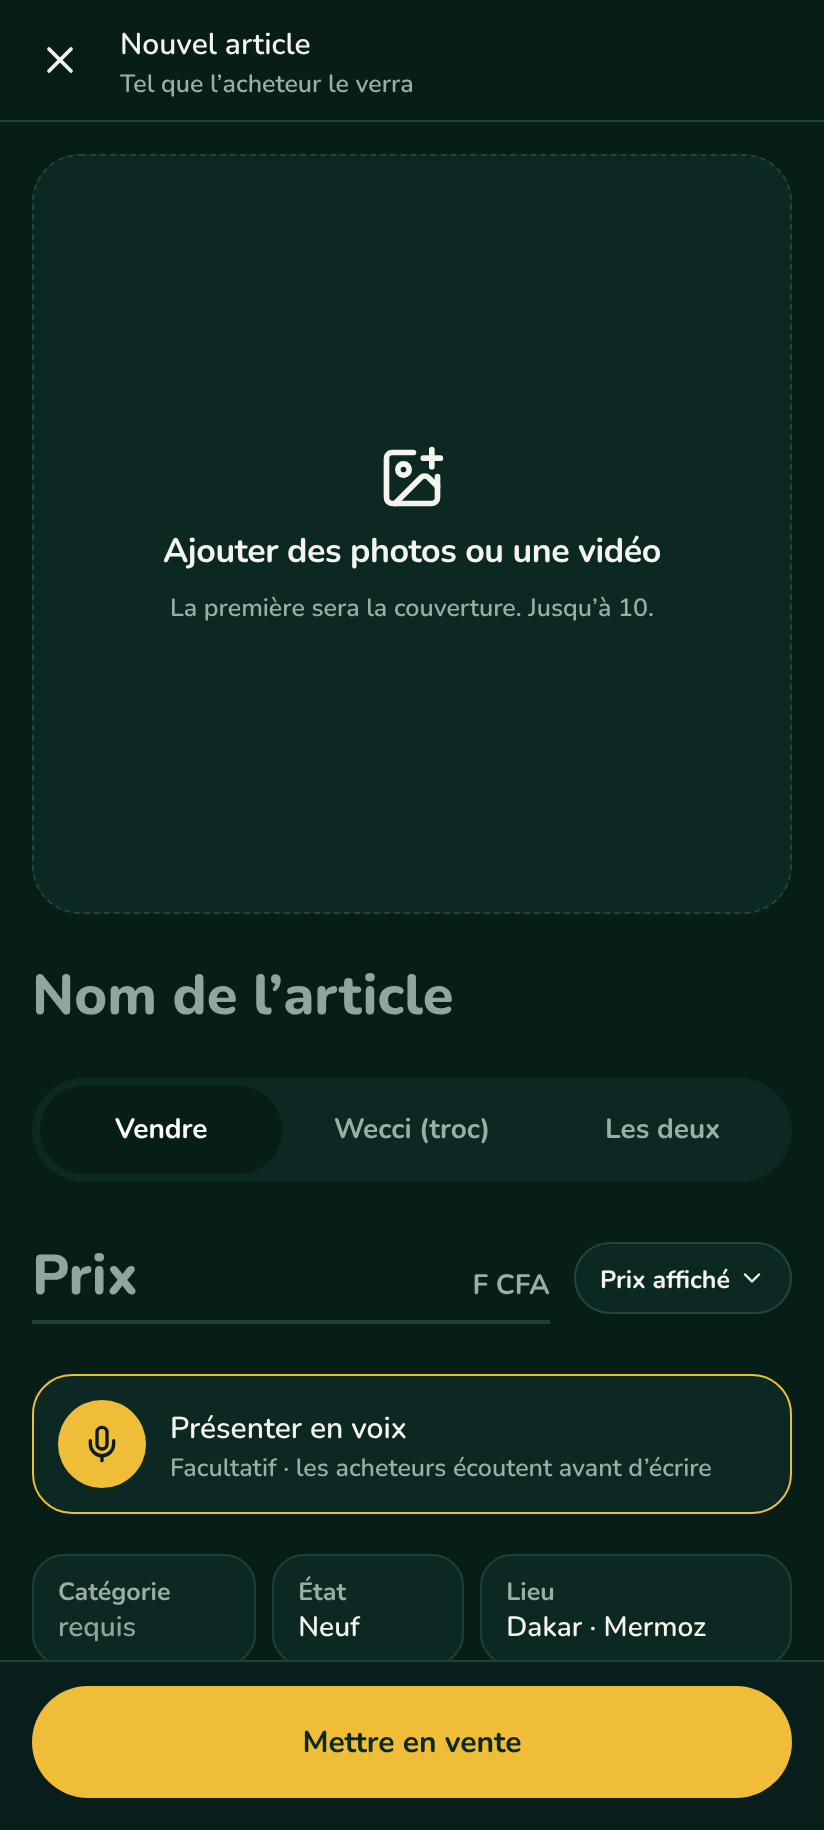 Nouvel article
Tel que l’acheteur le verra
Ajouter des photos ou une vidéo
La première sera la couverture. Jusqu’à 10.
Nom de l’article
Vendre
Wecci (troc)
Les deux
Prix
F CFA
Prix affiché
Présenter en voix
Facultatif · les acheteurs écoutent avant d’écrire
Catégorie
requis
État
Neuf
Lieu
Dakar · Mermoz
Mettre en vente